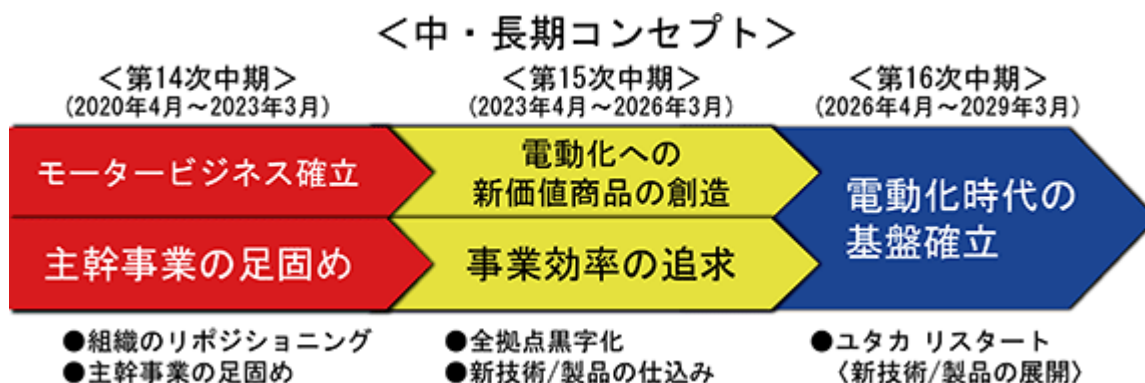 ＜中・長期コンセプト＞
＜第14次中期＞
（2020年4月～2023年3月）
＜第15次中期＞
（2023年4月～2026年3月）
＜第16次中期＞
（2026年4月～2029年3月）
モータービジネス確立
主幹事業の足固め
電動化への
新価値商品の創造
事業効率の追求
電動化時代の
基盤確立
●組織のリポジショニング
●主幹事業の足固め
●全拠点黒字化
●新技術/製品の仕込み
●ユタカ リスタート
〈新技術/製品の展開〉